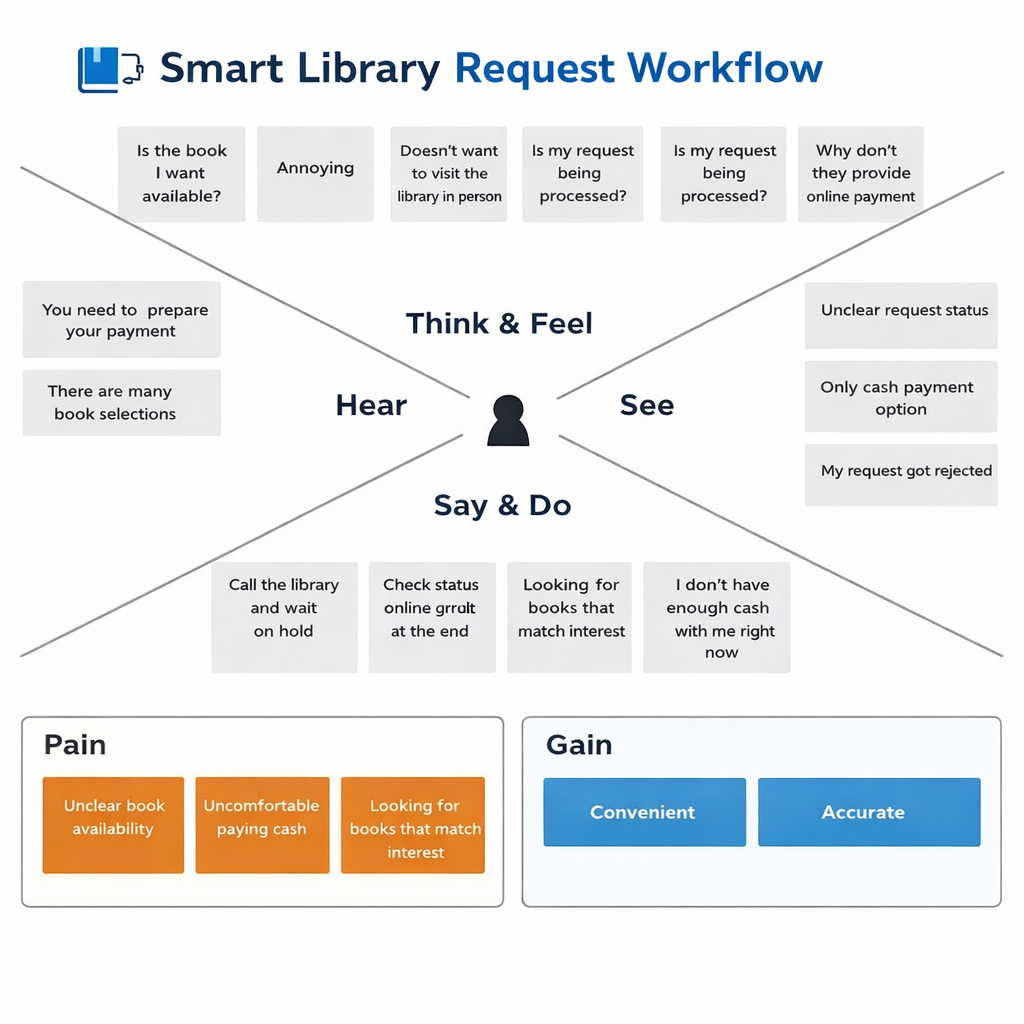 Smart Library Request Workflow
Is the book
I want
available?
Annoying
Doesn't want
to visit the
library in person
Is my request
being
processed?
Is my request
being
processed?
Why don't
they provide
online payment
Think & Feel
You need to prepare
your payment
There are many
book selections
Hear
See
Unclear request status
Only cash payment
option
My request got rejected
Say & Do
Call the library
and wait
on hold
Check status
online
at the end
Looking for
books that
match interest
I don't have
enough cash
with me right
now
Pain
Unclear book
availability
Uncomfortable
paying cash
Looking for
books that match
interest
Gain
Convenient
Accurate